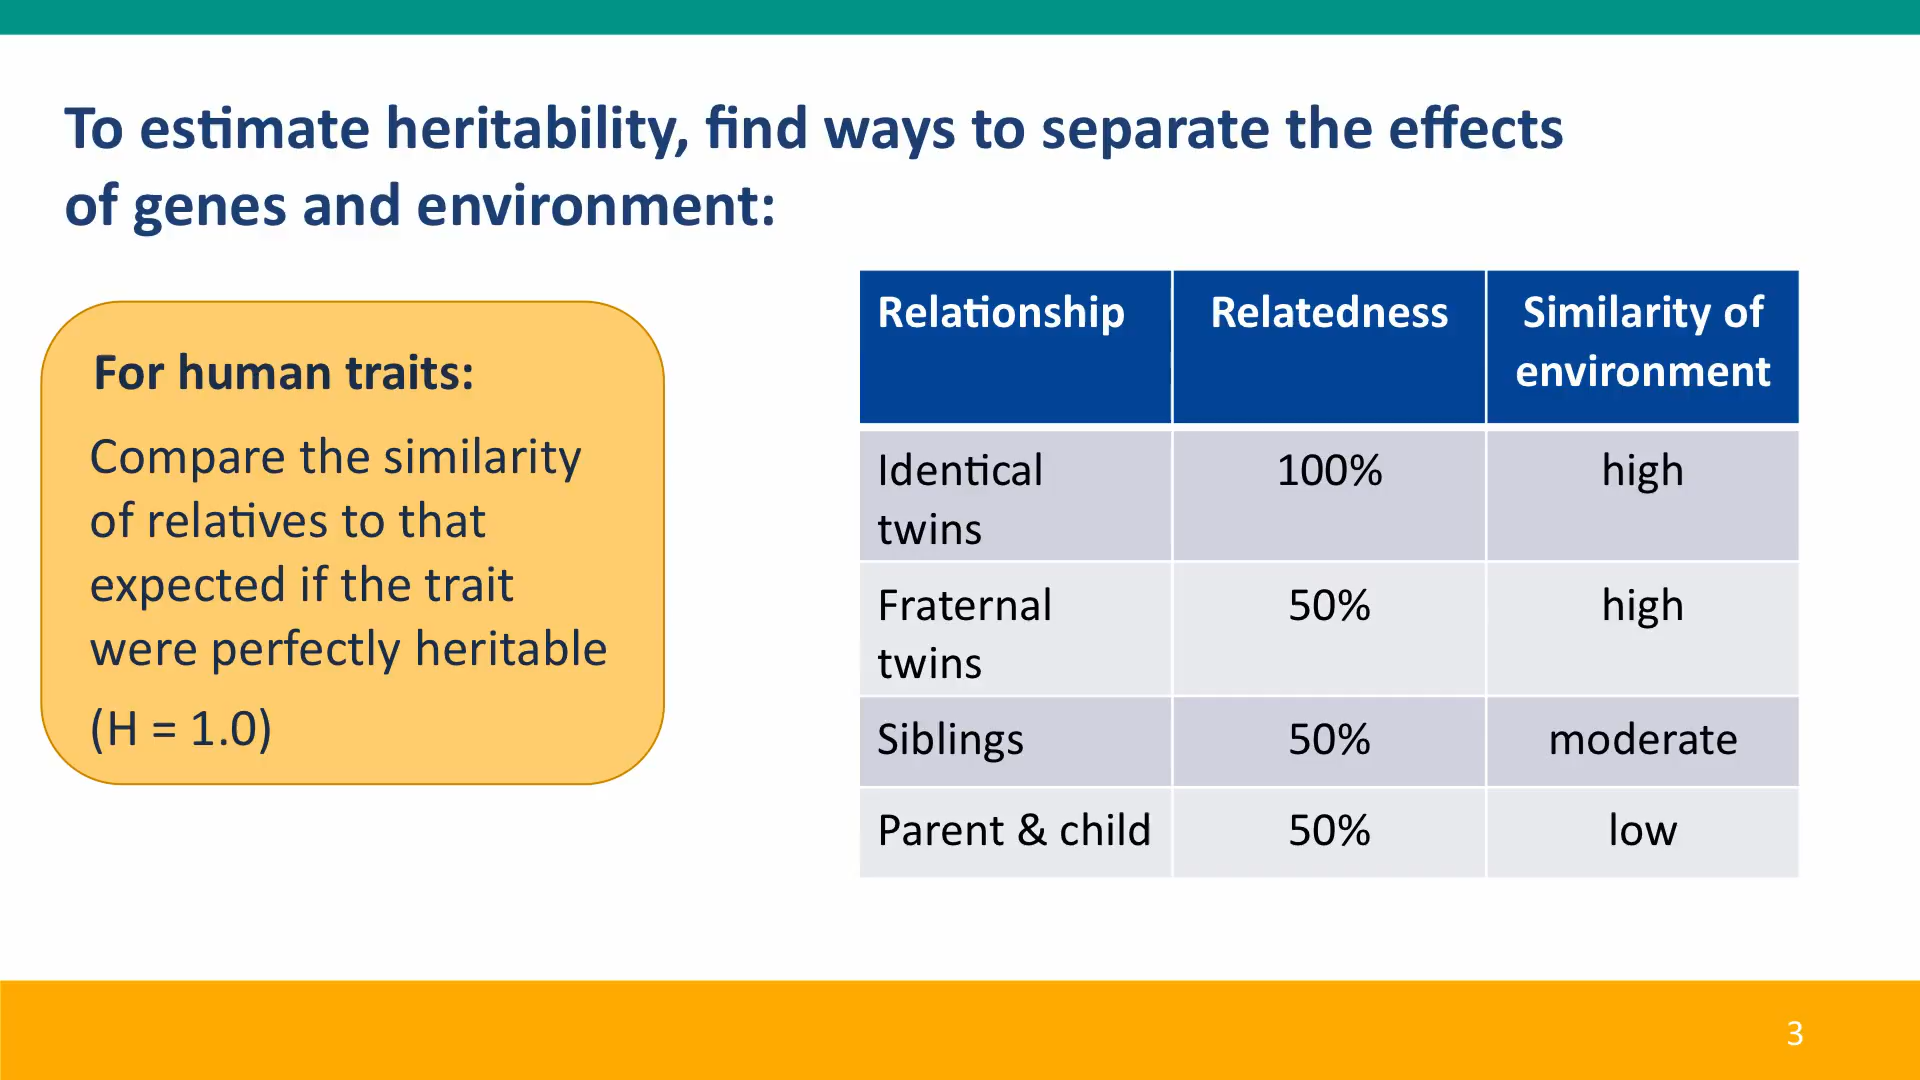 To estimate heritability, find ways to separate the effects
of genes and environment:
For human traits:
Compare the similarity
of relatives to that
expected if the trait
were perfectly heritable
(H = 1.0)
Relationship Relatedness Similarity of
environment
Identical 100% high
twins
Fraternal 50% high
twins
Siblings 50% moderate
Parent & child 50% low
3